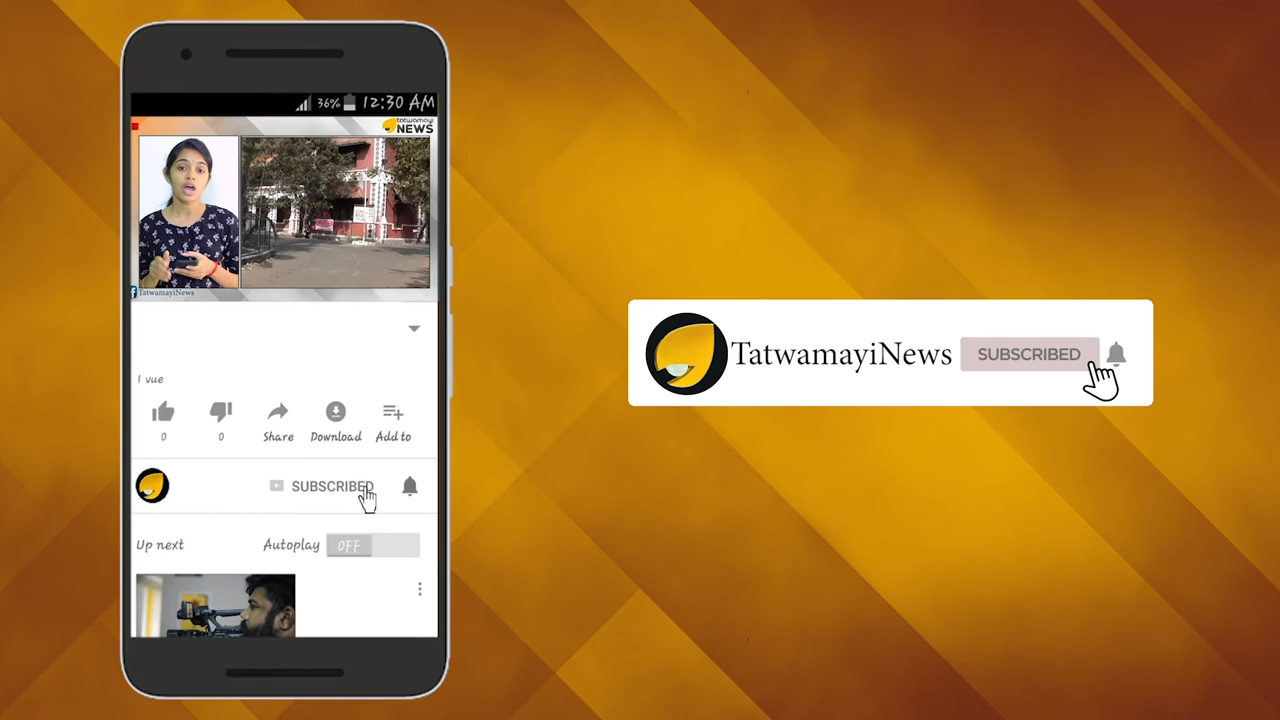 36% 12:30 AM
tatwamayi
NEWS
TatwamayiNews
1 vue
0 0 Share Download Add to
SUBSCRIBED
Up next Autoplay OFF
TatwamayiNews SUBSCRIBED